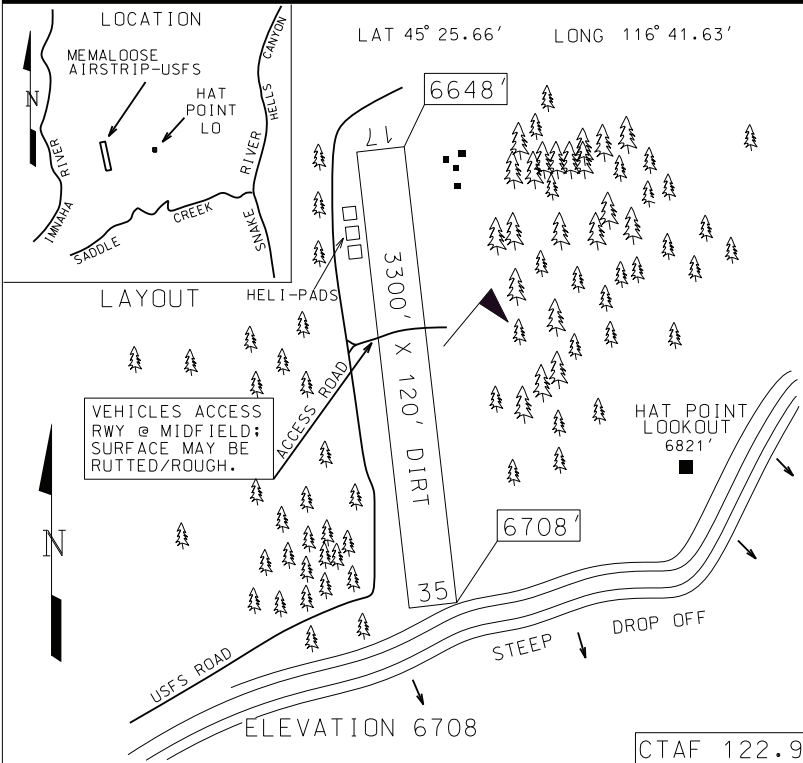 LOCATION
MEMALOOSE
AIRSTRIP-USFS
HAT
POINT
LO
N
IMNAHA RIVER
SADDLE CREEK
SNAKE RIVER
HELLS CANYON
LAT 45° 25.66'
LONG 116° 41.63'
6648'
17
LAYOUT
HELI-PADS
3300' X 120' DIRT
ACCESS ROAD
VEHICLES ACCESS
RWY @ MIDFIELD;
SURFACE MAY BE
RUTTED/ROUGH.
HAT POINT
LOOKOUT
6821'
N
6708'
35
USFS ROAD
STEEP DROP OFF
ELEVATION 6708
CTAF 122.9